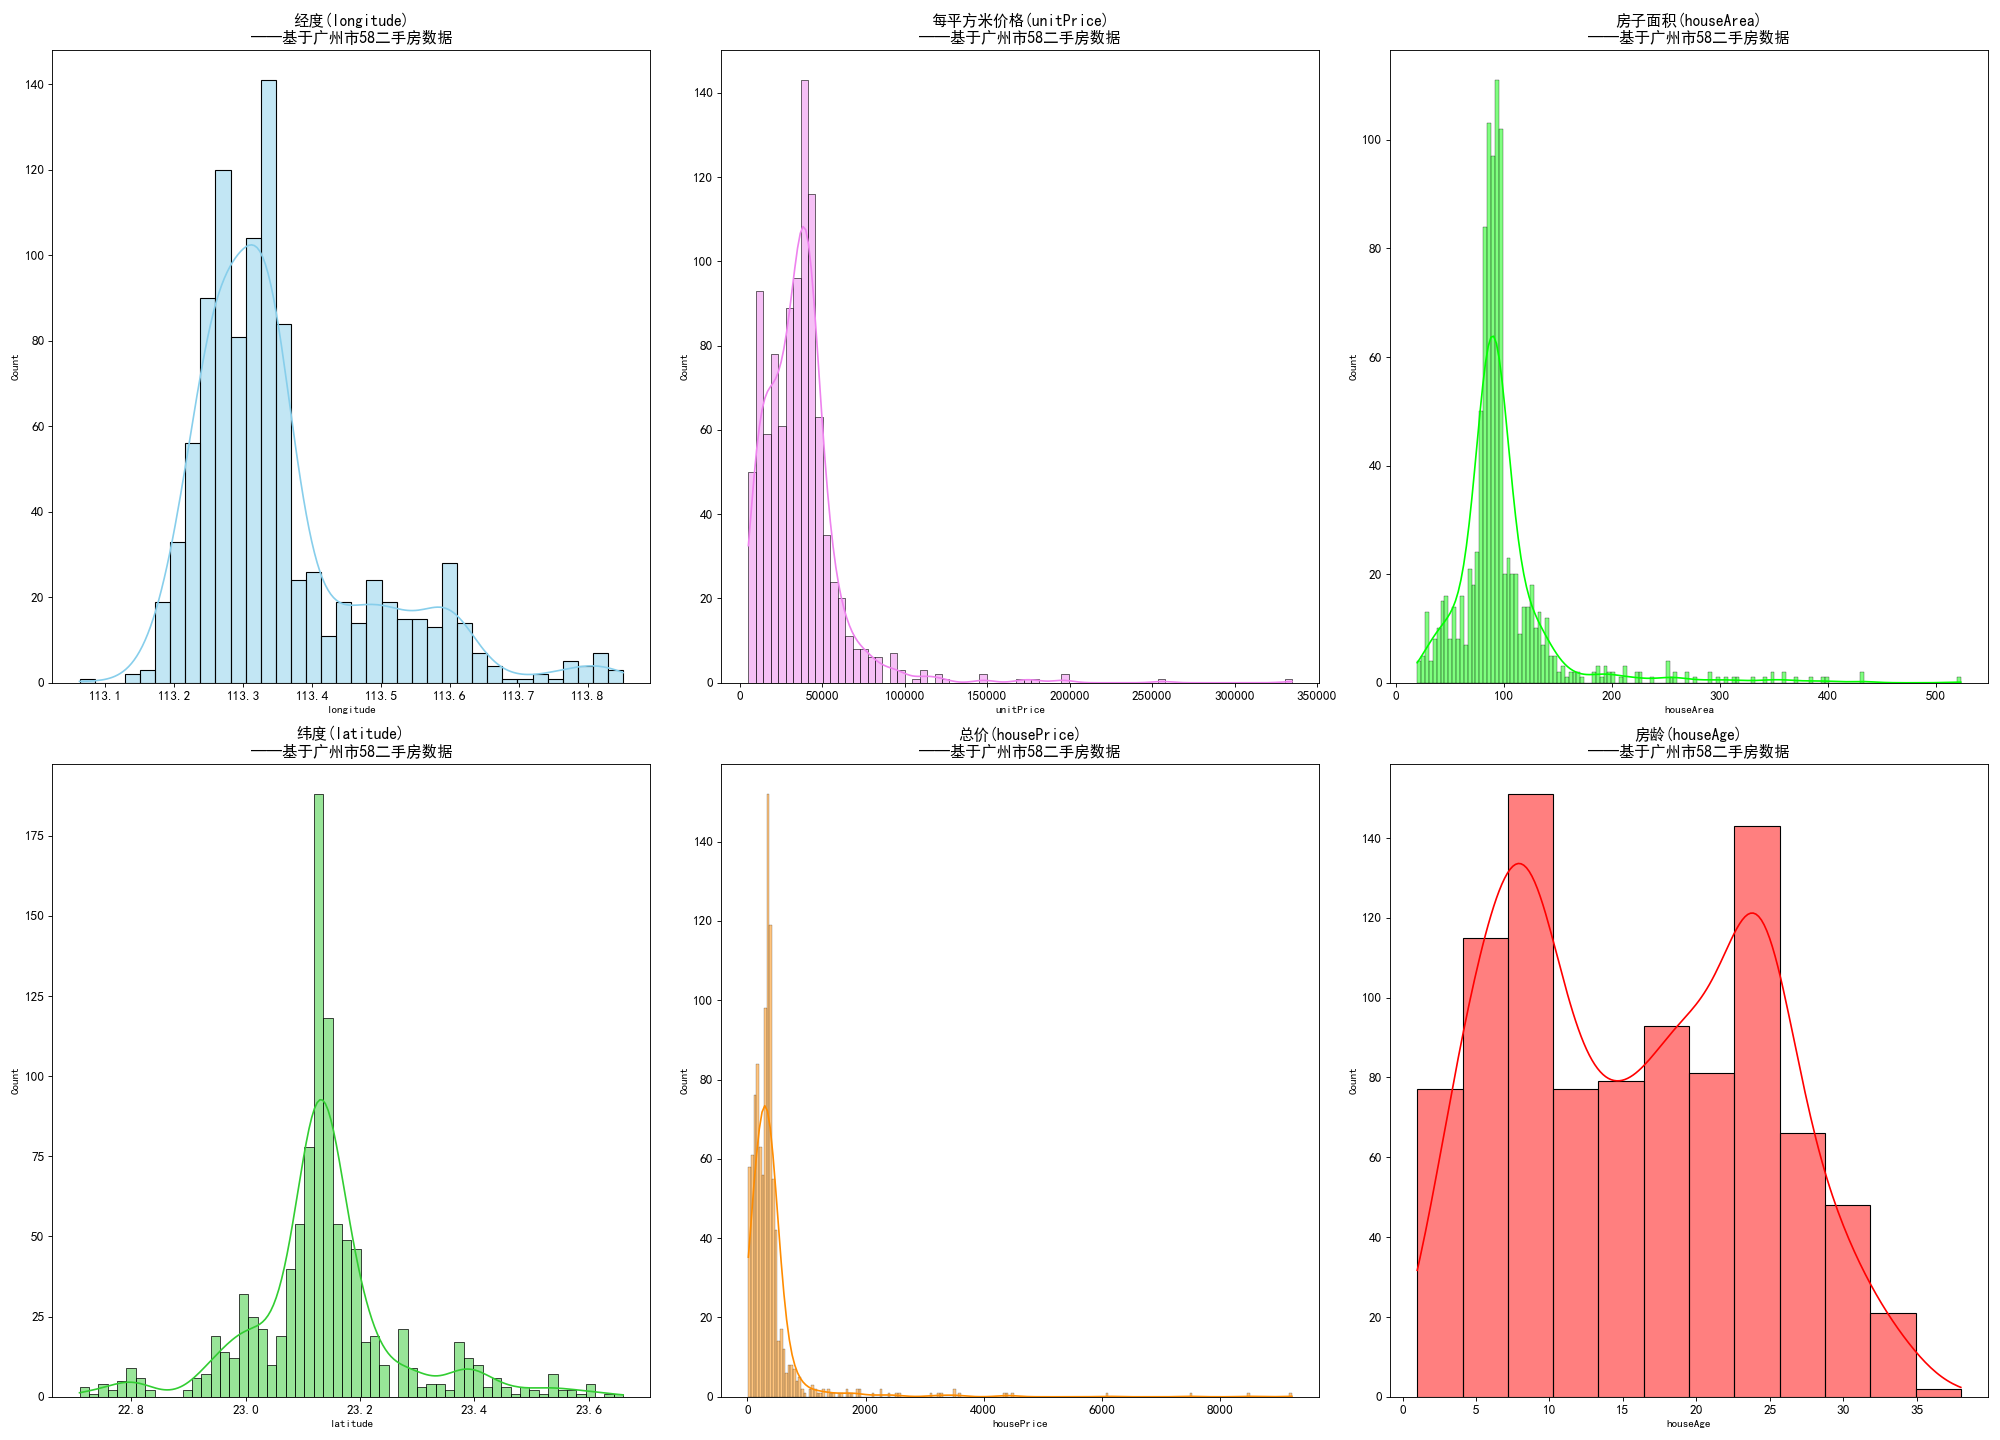 经度(longitude)
——基于广州市58二手房数据
140
120
100
80
60
40
20
0
Count
113.1 113.2 113.3 113.4 113.5 113.6 113.7 113.8
longitude
每平方米价格(unitPrice)
——基于广州市58二手房数据
140
120
100
80
60
40
20
0
Count
0 50000 100000 150000 200000 250000 300000 350000
unitPrice
房子面积(houseArea)
——基于广州市58二手房数据
100
80
60
40
20
0
Count
0 100 200 300 400 500
houseArea
纬度(latitude)
——基于广州市58二手房数据
175
150
125
100
75
50
25
0
Count
22.8 23.0 23.2 23.4 23.6
latitude
总价(housePrice)
——基于广州市58二手房数据
140
120
100
80
60
40
20
0
Count
0 2000 4000 6000 8000
housePrice
房龄(houseAge)
——基于广州市58二手房数据
140
120
100
80
60
40
20
0
Count
0 5 10 15 20 25 30 35
houseAge